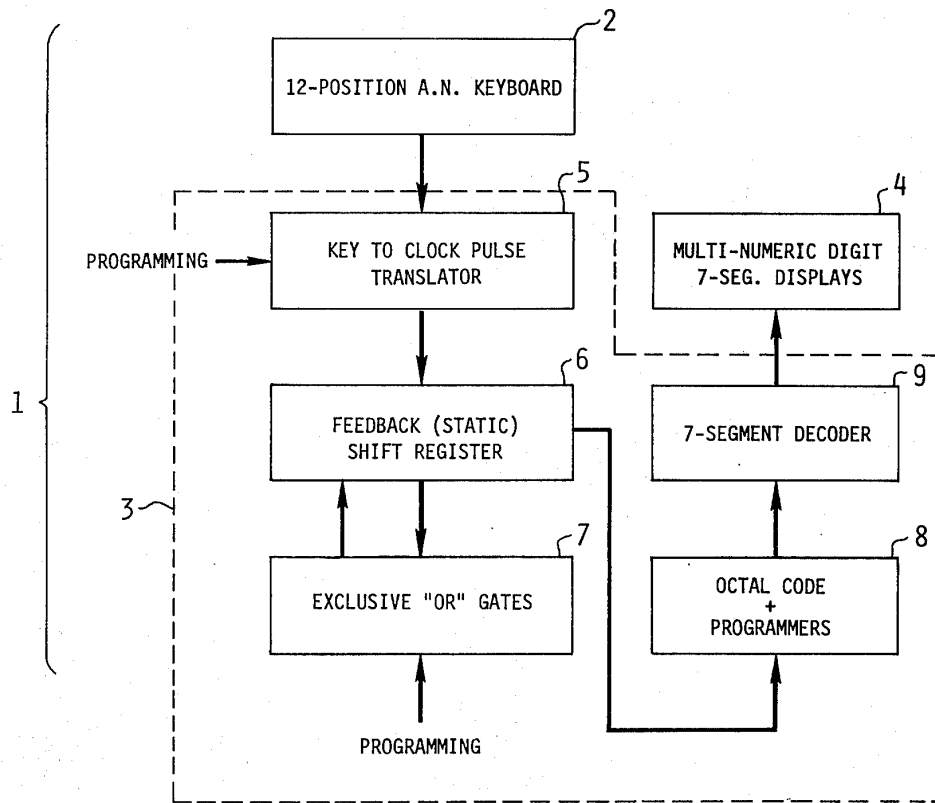 2
12-POSITION A.N. KEYBOARD
5
KEY TO CLOCK PULSE
TRANSLATOR
PROGRAMMING
4
MULTI-NUMERIC DIGIT
7-SEG. DISPLAYS
1
6
FEEDBACK (STATIC)
SHIFT REGISTER
9
7-SEGMENT DECODER
3
7
EXCLUSIVE "OR" GATES
8
OCTAL CODE
+
PROGRAMMERS
PROGRAMMING